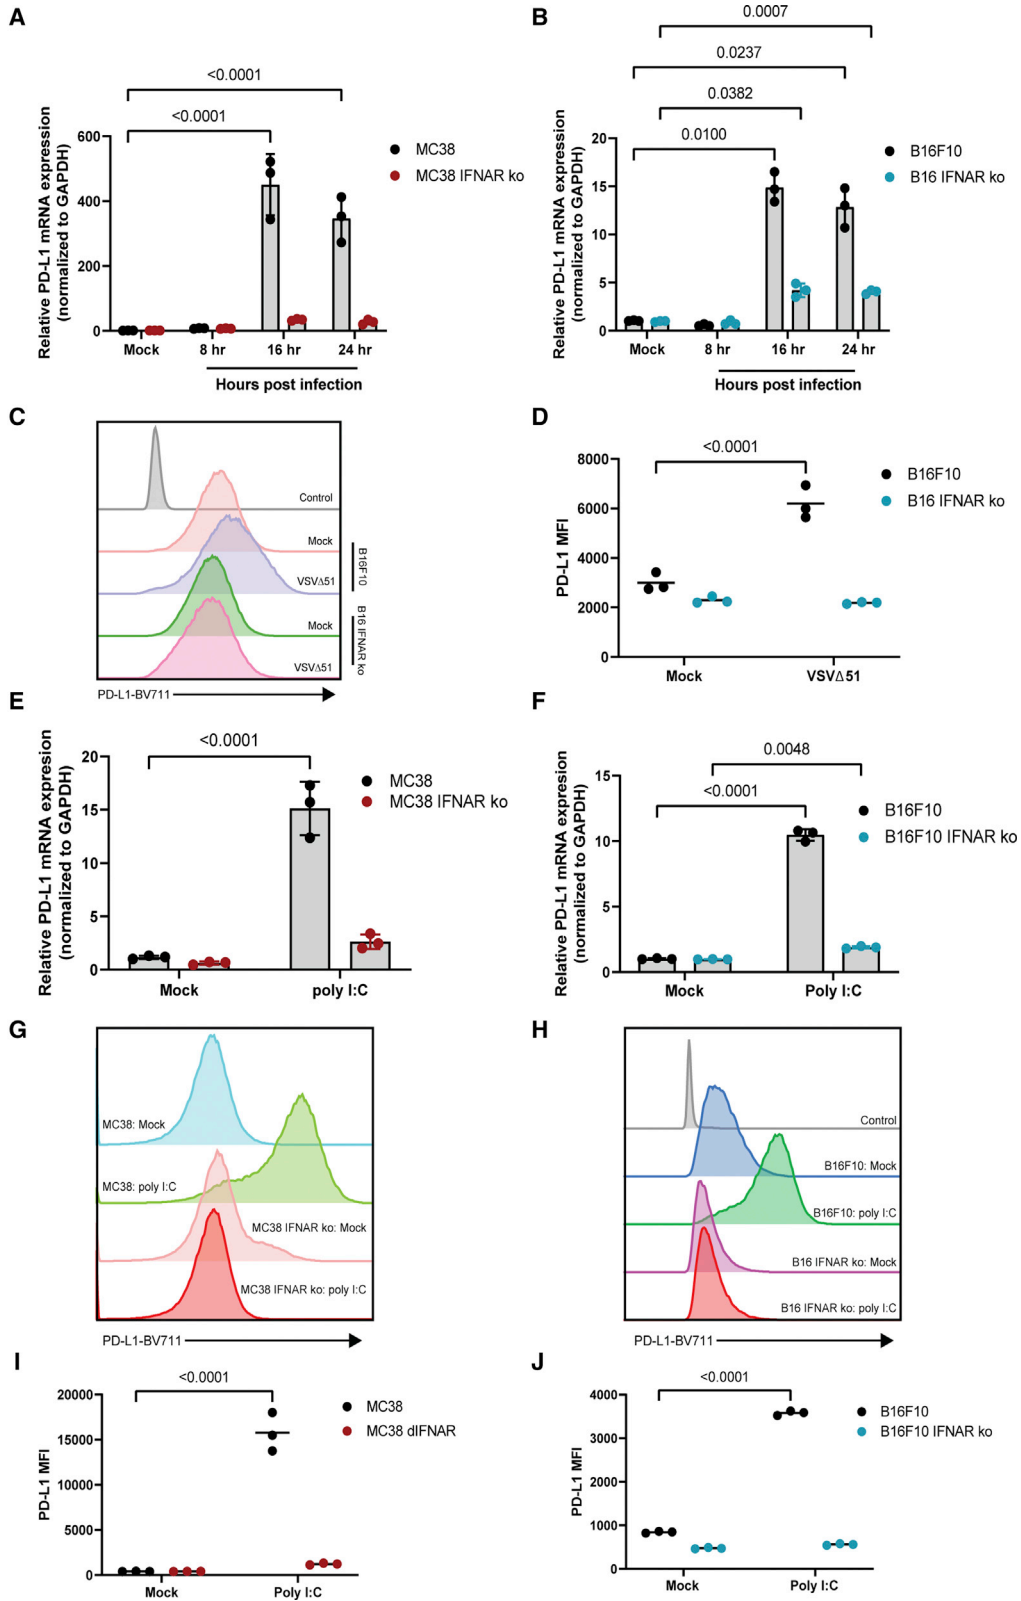 A
<0.0001
<0.0001
Relative PD-L1 mRNA expression
(normalized to GAPDH)
600
400
200
0
Mock
8 hr
16 hr
24 hr
Hours post infection
MC38
MC38 IFNAR ko
B
0.0007
0.0237
0.0382
0.0100
Relative PD-L1 mRNA expression
(normalized to GAPDH)
20
15
10
5
0
Mock
8 hr
16 hr
24 hr
Hours post infection
B16F10
B16 IFNAR ko
C
Control
Mock
VSVΔ51
Mock
VSVΔ51
B16F10
B16 IFNAR ko
PD-L1-BV711
D
<0.0001
PD-L1 MFI
8000
6000
4000
2000
0
Mock
VSVΔ51
B16F10
B16 IFNAR ko
E
<0.0001
Relative PD-L1 mRNA expresion
(normalized to GAPDH)
20
15
10
5
0
Mock
poly I:C
MC38
MC38 IFNAR ko
F
0.0048
<0.0001
Relative PD-L1 mRNA expresion
(normalized to GAPDH)
15
10
5
0
Mock
Poly I:C
B16F10
B16F10 IFNAR ko
G
MC38: Mock
MC38: poly I:C
MC38 IFNAR ko: Mock
MC38 IFNAR ko: poly I:C
PD-L1-BV711
H
Control
B16F10: Mock
B16F10: poly I:C
B16 IFNAR ko: Mock
B16 IFNAR ko: poly I:C
PD-L1-BV711
I
<0.0001
PD-L1 MFI
20000
15000
10000
5000
0
Mock
Poly I:C
MC38
MC38 dIFNAR
J
<0.0001
PD-L1 MFI
4000
3000
2000
1000
0
Mock
Poly I:C
B16F10
B16F10 IFNAR ko